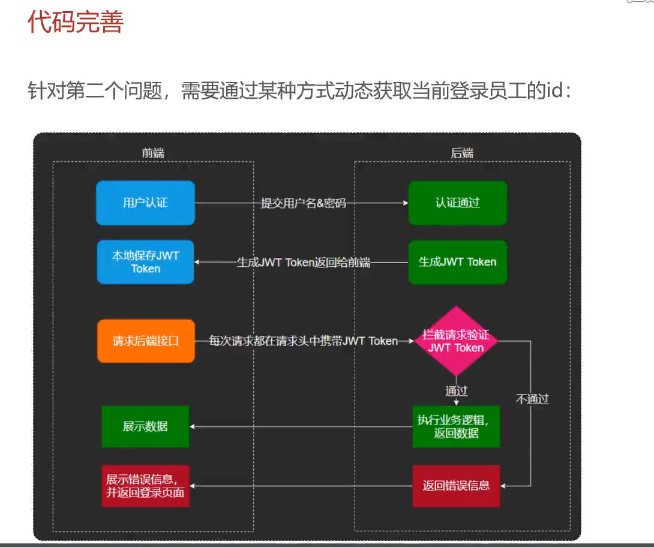 代码完善
针对第二个问题，需要通过某种方式动态获取当前登录员工的id：
前端
后端
用户认证
提交用户名&密码
认证通过
本地保存JWT
Token
生成JWT Token返回给前端
生成JWT Token
请求后端接口
每次请求都在请求头中携带JWT Token
拦截请求验证
JWT Token
通过
不通过
展示数据
执行业务逻辑，
返回数据
展示错误信息，
并返回登录页面
返回错误信息